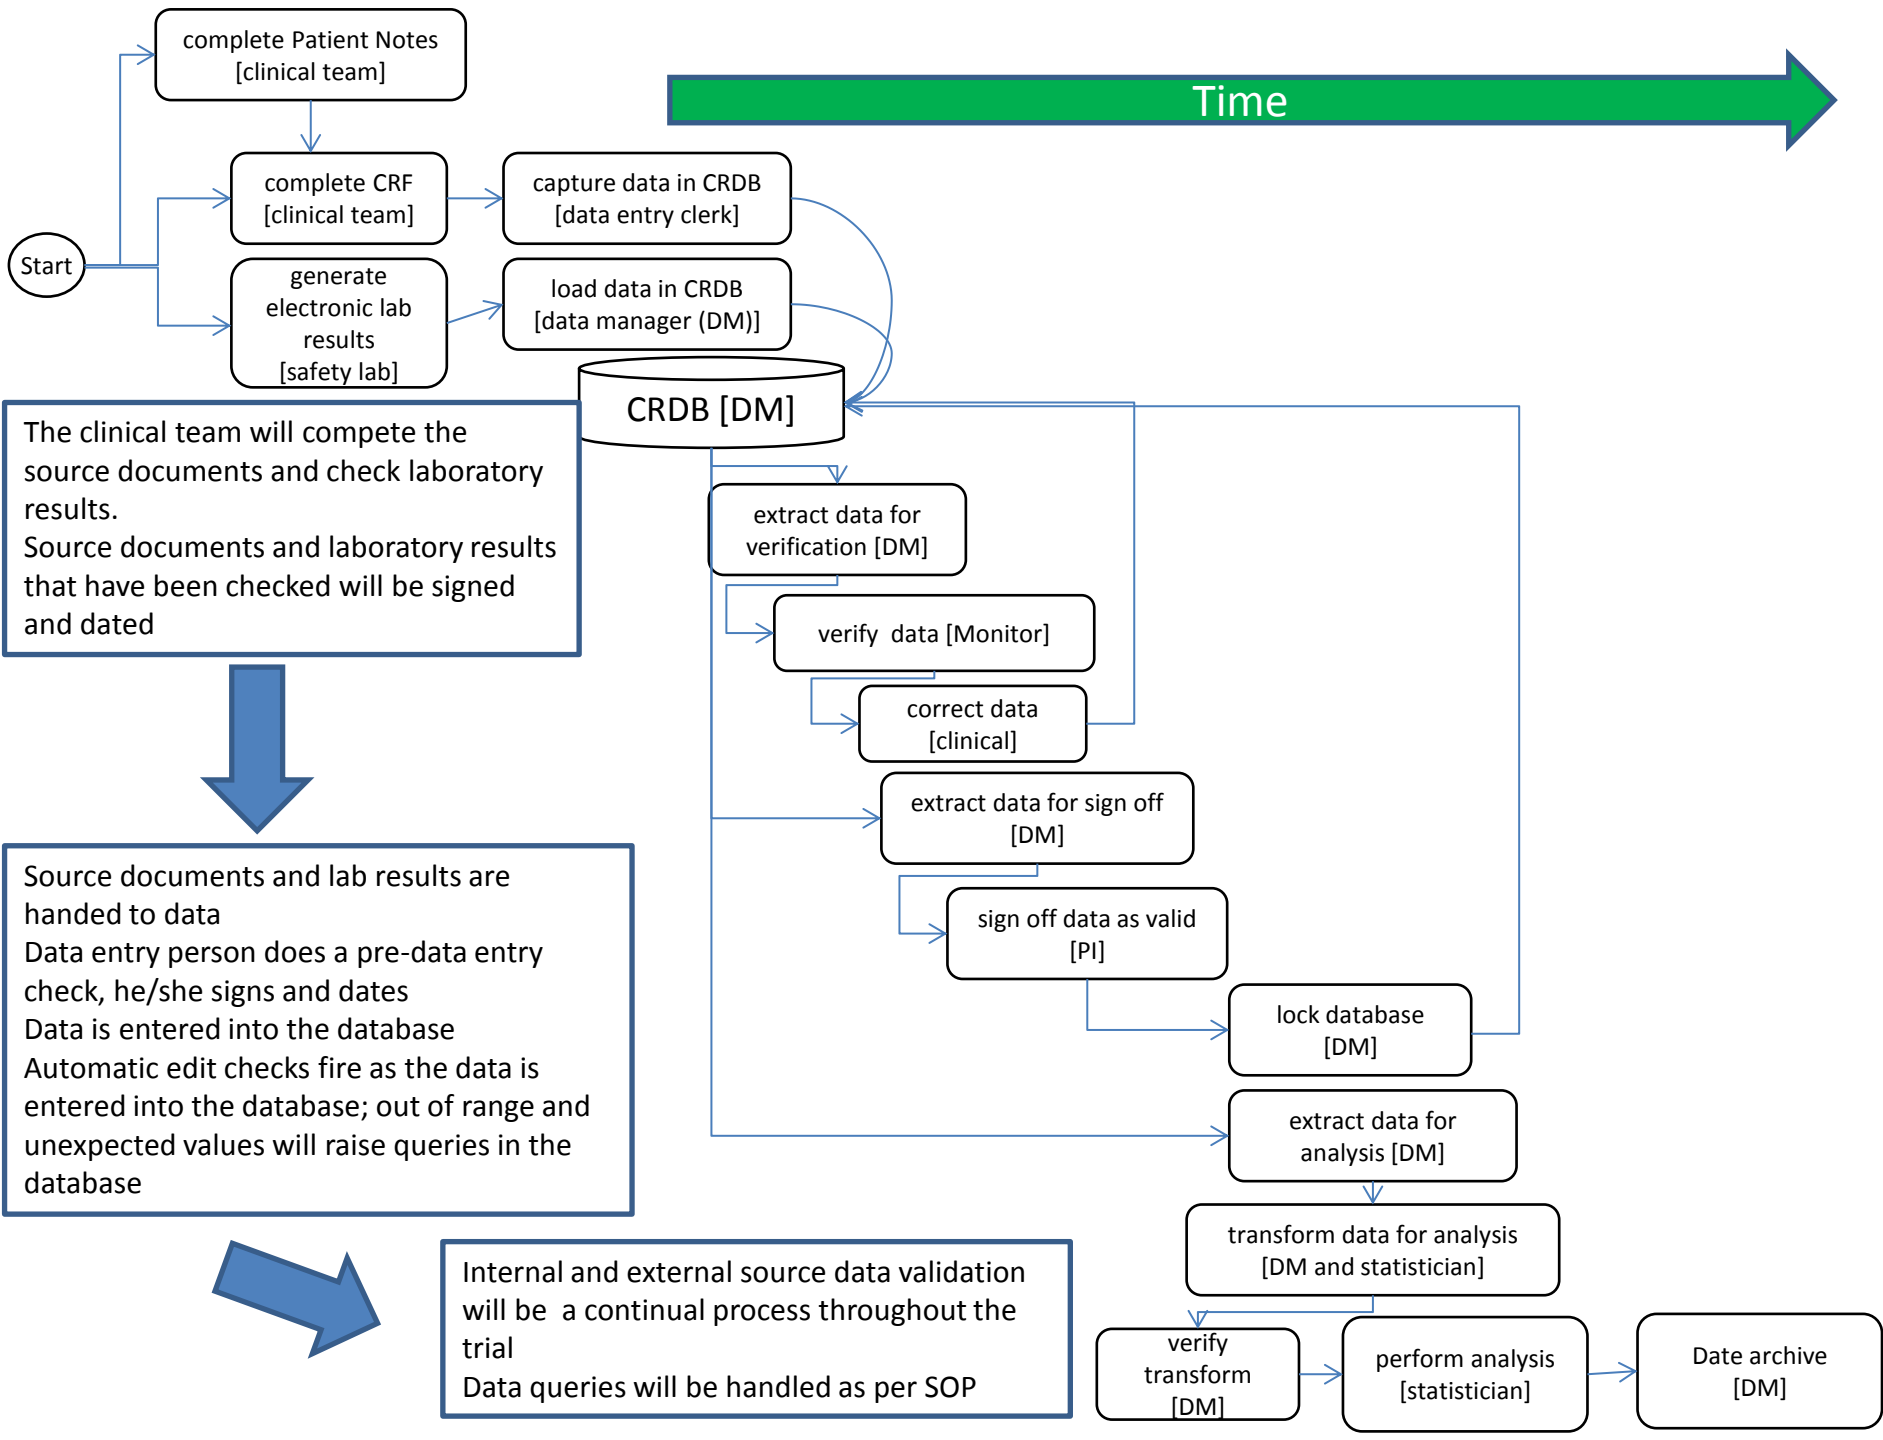 complete Patient Notes
[clinical team]
Time
complete CRF
[clinical team]
capture data in CRDB
[data entry clerk]
Start
generate
electronic lab
results
[safety lab]
load data in CRDB
[data manager (DM)]
CRDB [DM]
The clinical team will compete the
source documents and check laboratory
results.
Source documents and laboratory results
that have been checked will be signed
and dated
extract data for
verification [DM]
verify  data [Monitor]
correct data
[clinical]
extract data for sign off
[DM]
sign off data as valid
[PI]
lock database
[DM]
Source documents and lab results are
handed to data
Data entry person does a pre-data entry
check, he/she signs and dates
Data is entered into the database
Automatic edit checks fire as the data is
entered into the database; out of range and
unexpected values will raise queries in the
database
extract data for
analysis [DM]
transform data for analysis
[DM and statistician]
Internal and external source data validation
will be  a continual process throughout the
trial
Data queries will be handled as per SOP
verify
transform
[DM]
perform analysis
[statistician]
Date archive
[DM]